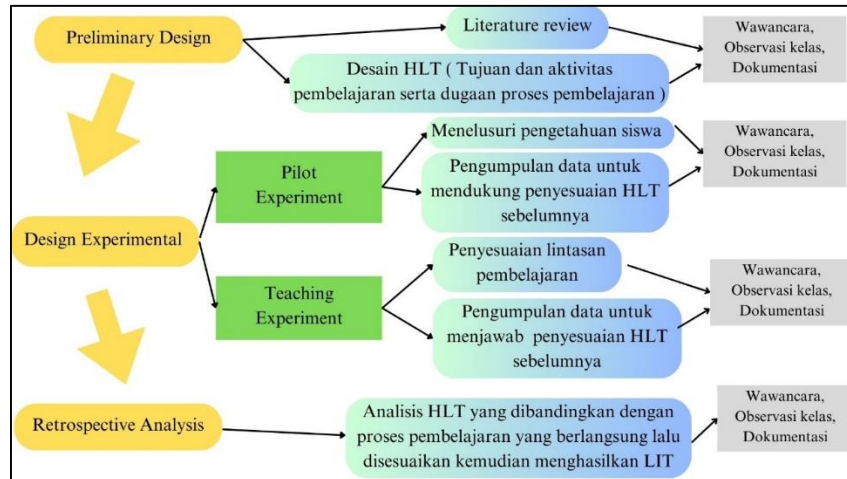 Preliminary Design
Literature review
Desain HLT ( Tujuan dan aktivitas
pembelajaran serta dugaan proses pembelajaran )
Wawancara,
Observasi kelas,
Dokumentasi
Design Experimental
Pilot
Experiment
Menelusuri pengetahuan siswa
Pengumpulan data untuk
mendukung penyesuaian HLT
sebelumnya
Wawancara,
Observasi kelas,
Dokumentasi
Teaching
Experiment
Penyesuaian lintasan
pembelajaran
Pengumpulan data untuk
menjawab penyesuaian HLT
sebelumnya
Wawancara,
Observasi kelas,
Dokumentasi
Retrospective Analysis
Analisis HLT yang dibandingkan dengan
proses pembelajaran yang berlangsung lalu
disesuaikan kemudian menghasilkan LIT
Wawancara,
Observasi kelas,
Dokumentasi